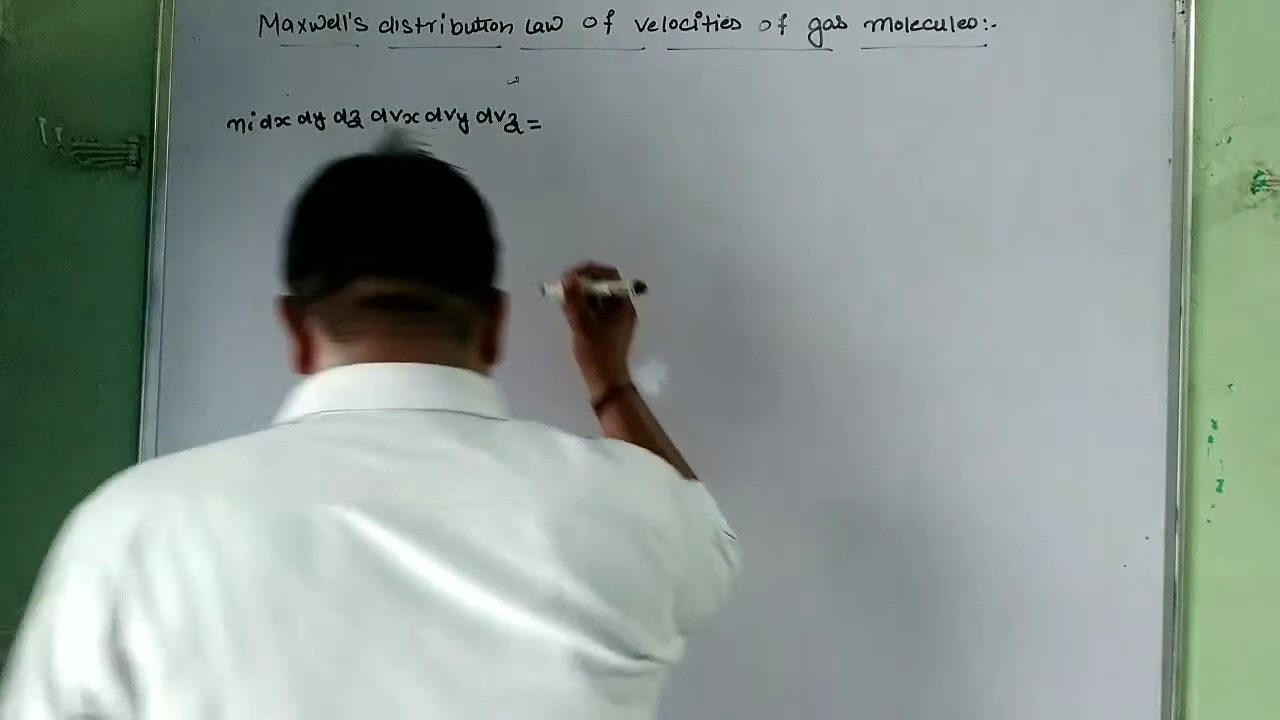 Maxwell's distribution Law of velocities of gas molecules:-
ni dx dy dz dvx dvy dvz =